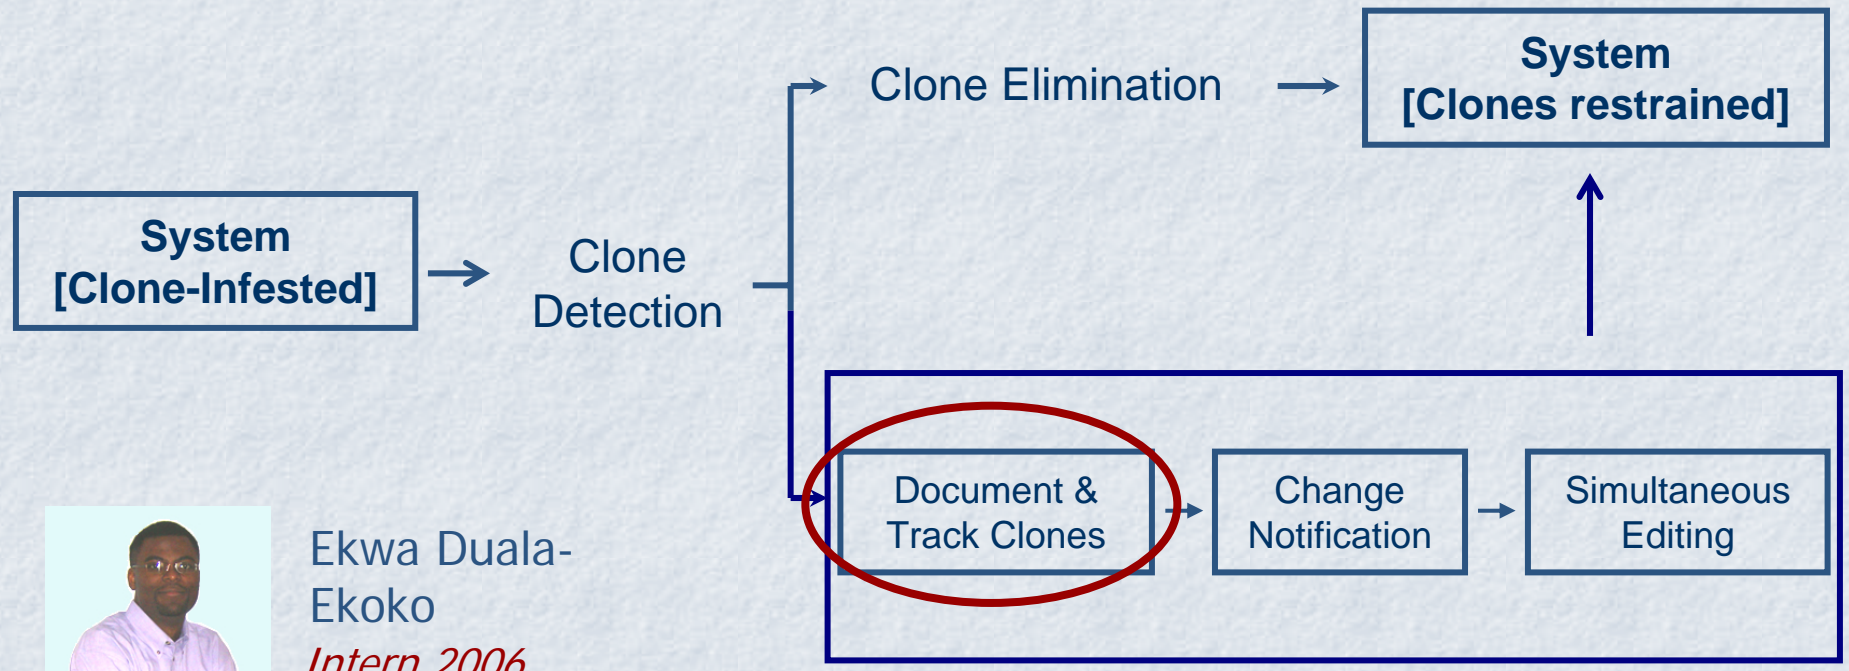 System
[Clone-Infested]
Clone
Detection
Clone Elimination
System
[Clones restrained]
Document &
Track Clones
Change
Notification
Simultaneous
Editing
Ekwa Duala-
Ekoko
Intern 2006